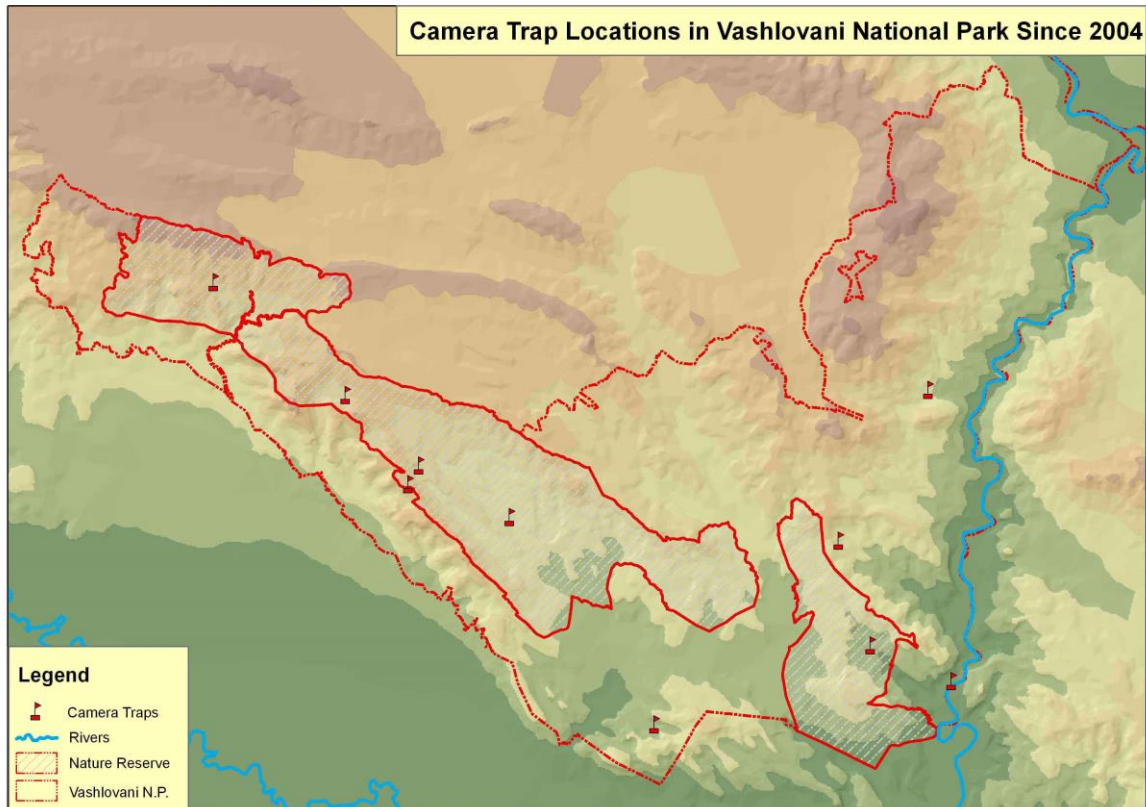 Camera Trap Locations in Vashlovani National Park Since 2004
Legend
Camera Traps
Rivers
Nature Reserve
Vashlovani N.P.